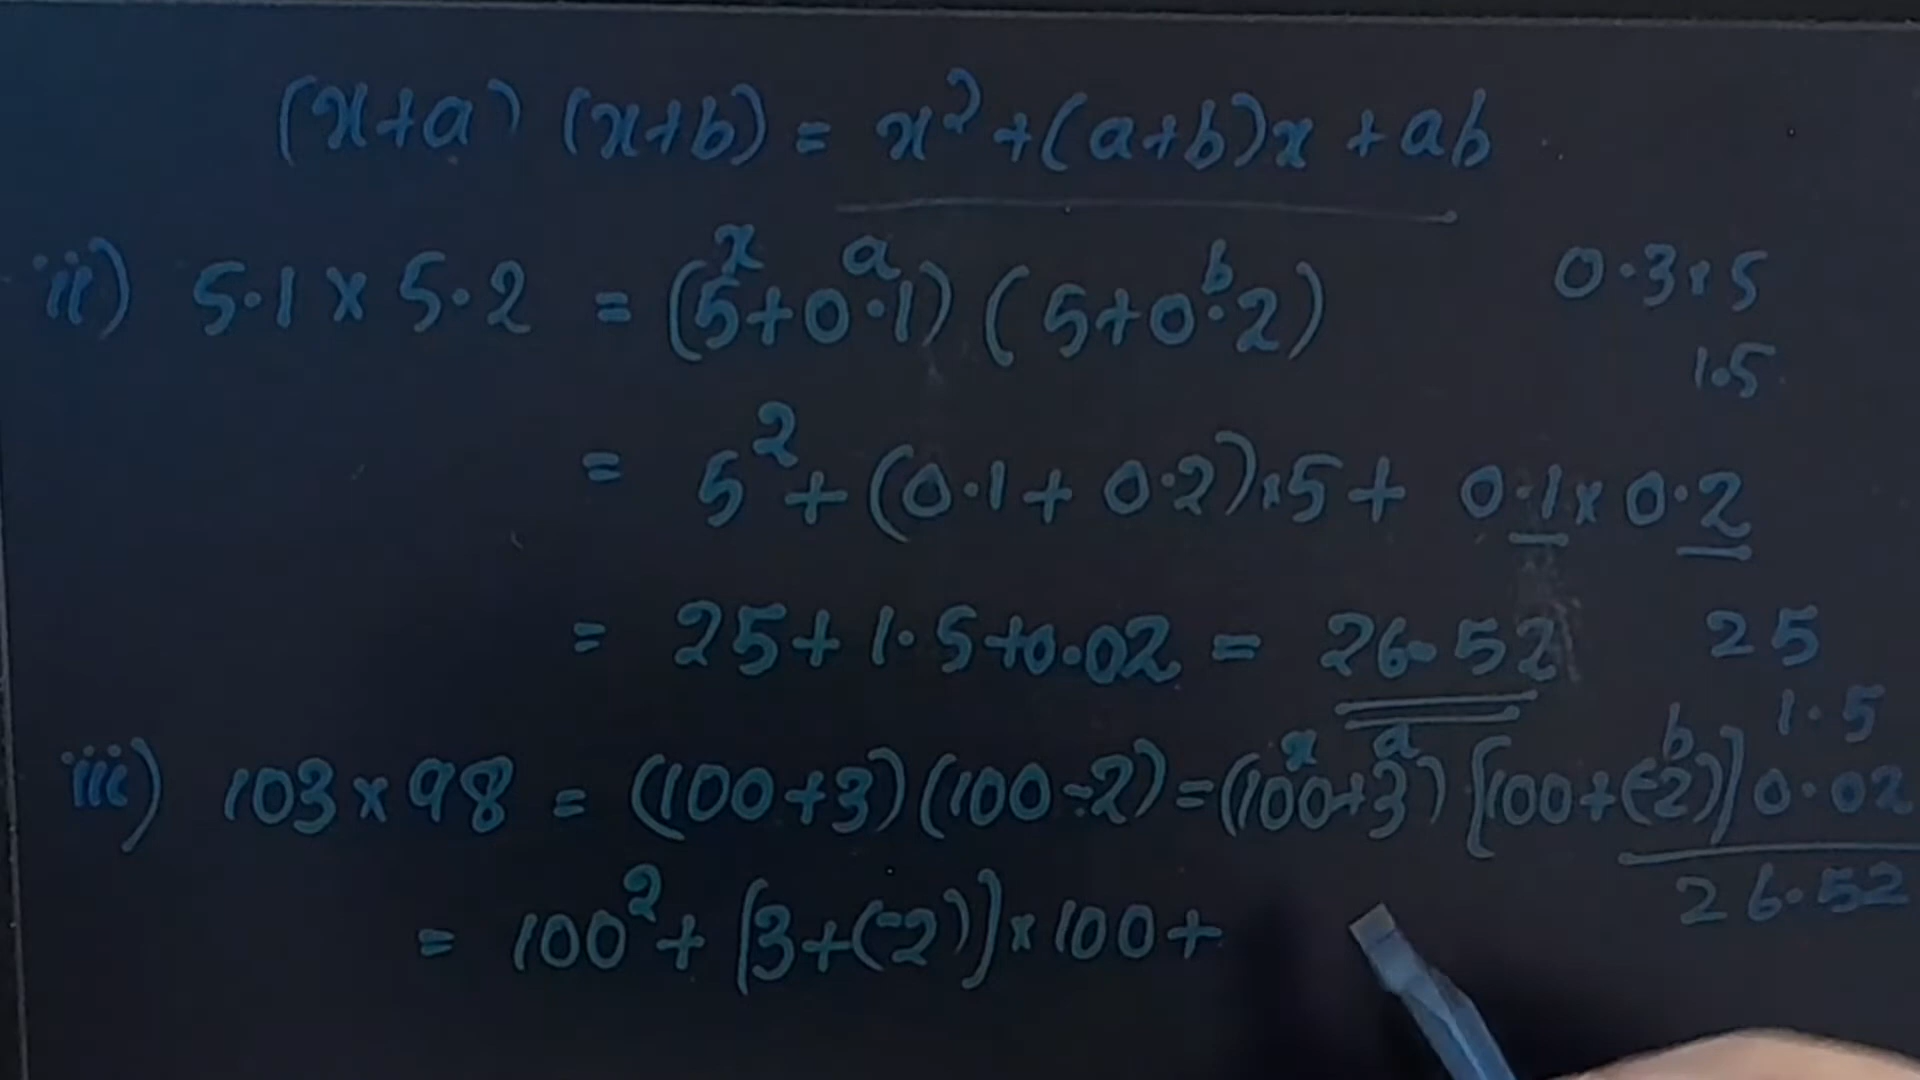 (x+a) (x+b) = x²+(a+b)x+ab
x a b
ii) 5.1 x 5.2 = (5+0.1) (5+0.2)
0.3x5
1.5
= 5²+(0.1+0.2)x5+ 0.1x0.2
= 25+1.5+0.02 = 26.52
25
1.5
0.02
26.52
x a b
iii) 103x98 = (100+3)(100-2)=(100+3) [100+(-2)]
= 100²+[3+(-2)]x100+